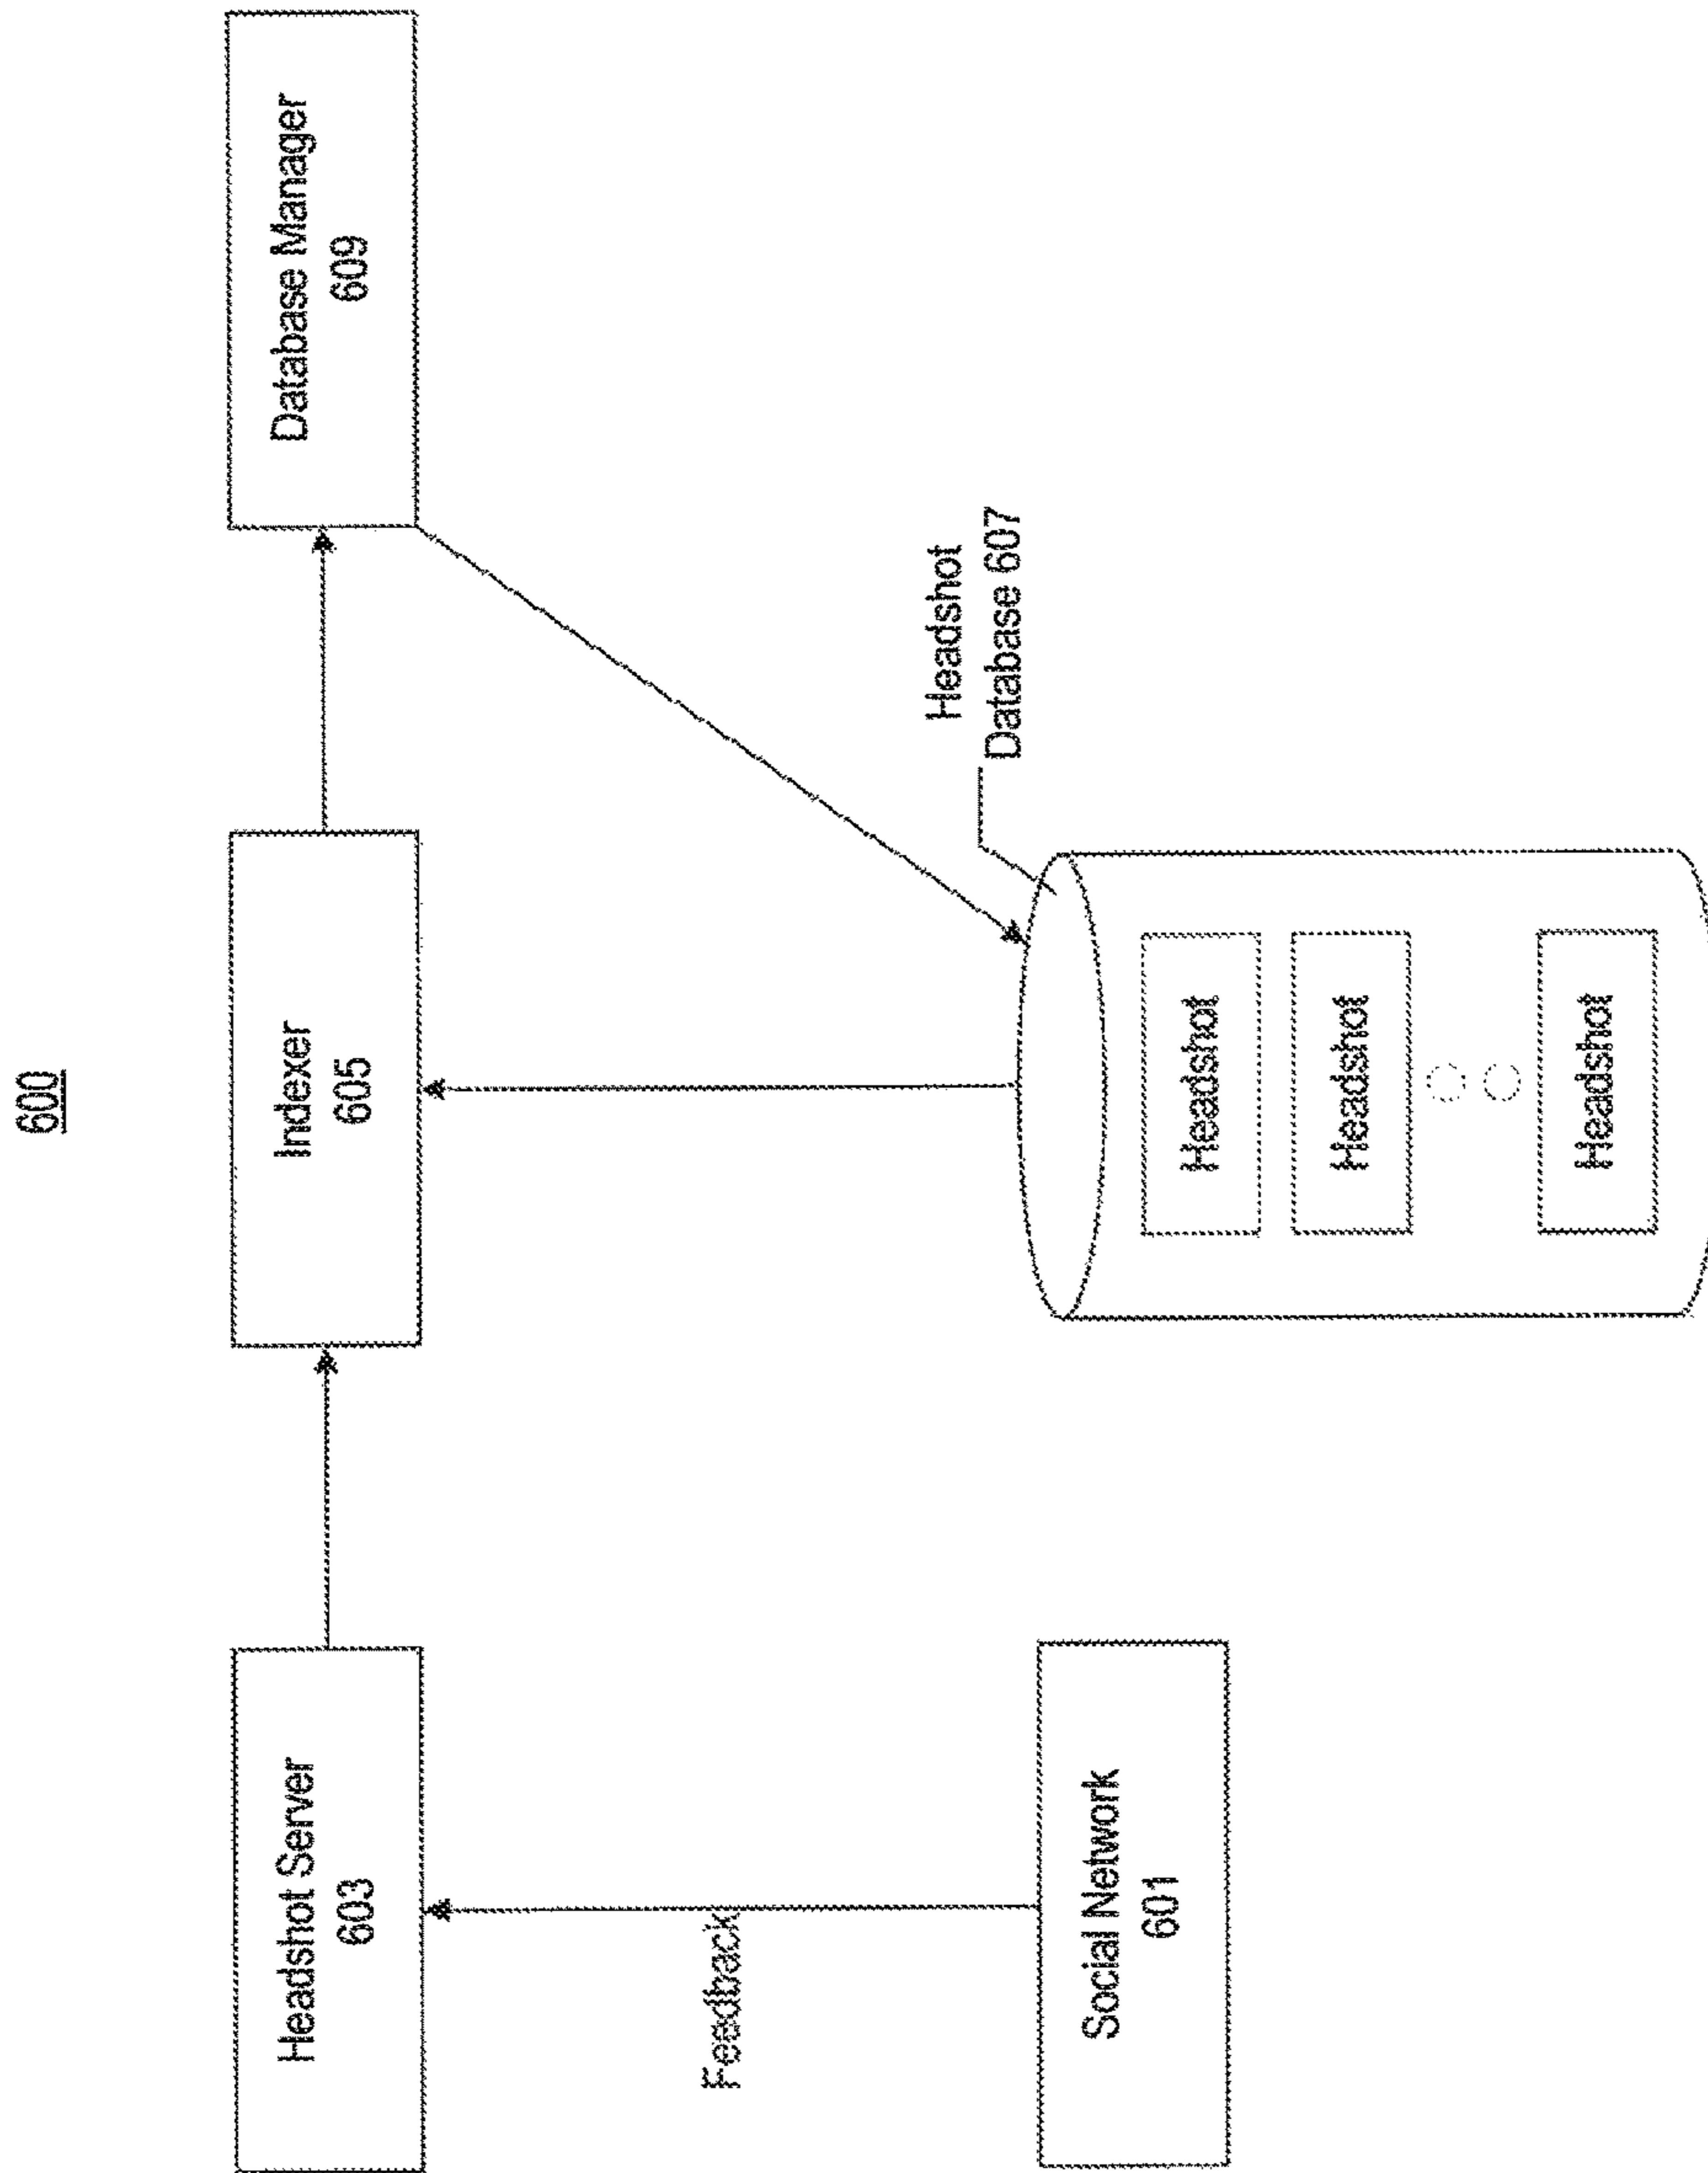 600
Headshot Server
603
Indexer
605
Database Manager
609
Feedback
Headshot
Database 607
Social Network
601
Headshot
Headshot
Headshot